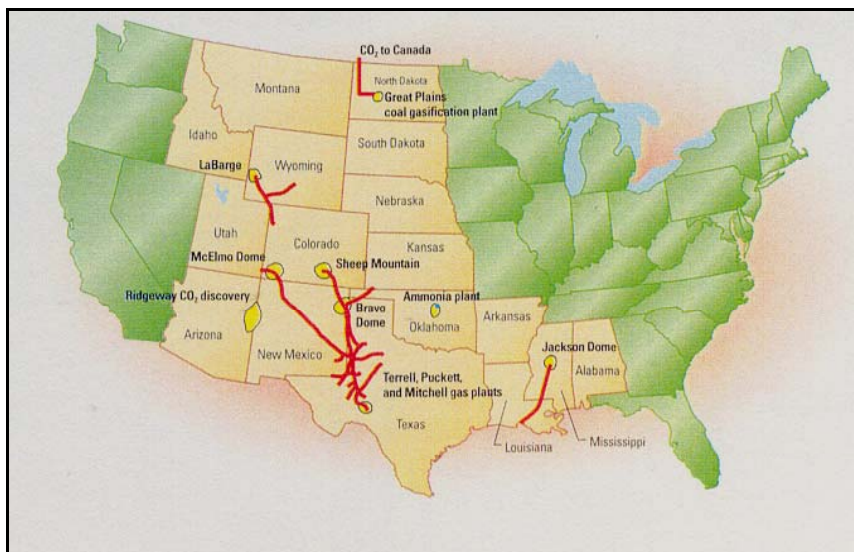 CO₂ to Canada
North Dakota
Montana
Great Plains
coal gasification plant
Idaho
South Dakota
LaBarge
Wyoming
Nebraska
Utah
Colorado
Kansas
McElmo Dome
Sheep Mountain
Ridgeway CO₂ discovery
Bravo
Dome
Ammonia plant
Oklahoma
Arkansas
Arizona
New Mexico
Jackson Dome
Alabama
Terrell, Puckett,
and Mitchell gas plants
Texas
Louisiana
Mississippi